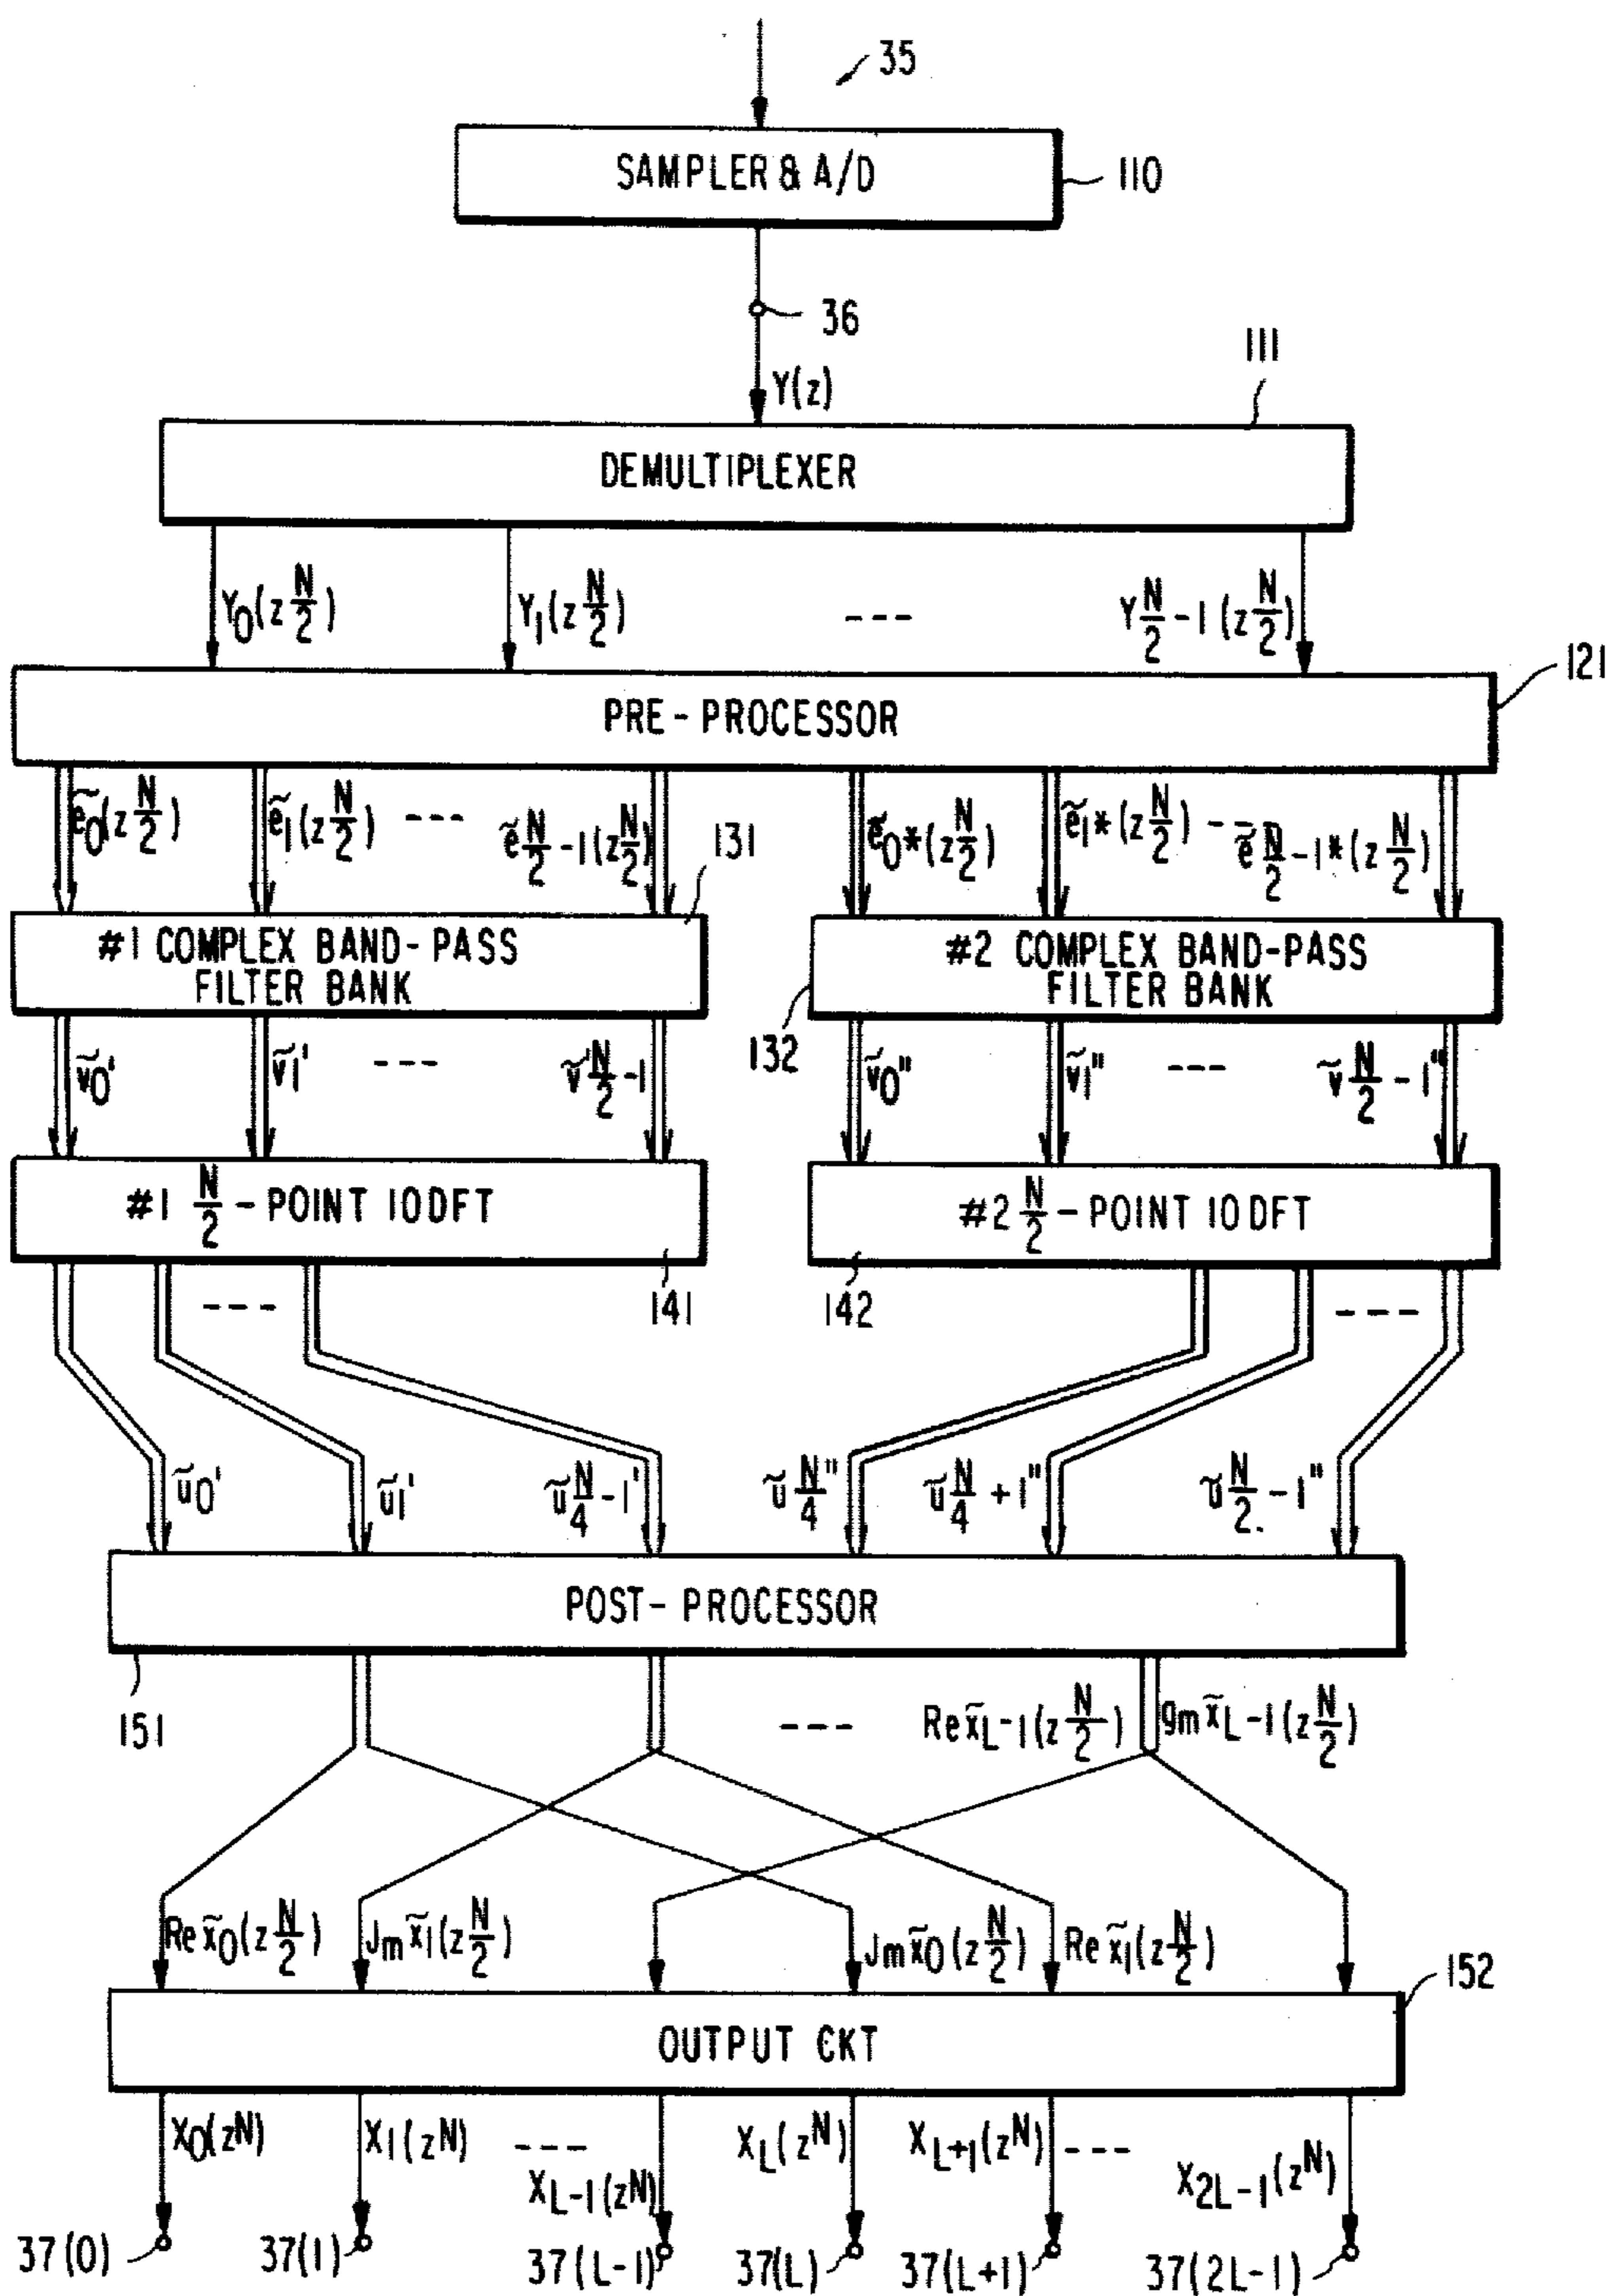 35
SAMPLER & A/D
110
36
Y(z)
111
DEMULTIPLEXER
Y0(z N/2)
Y1(z N/2)
---
Y N/2 -1 (z N/2)
121
PRE-PROCESSOR
ẽ0(z N/2)
ẽ1(z N/2)
---
ẽ N/2 -1(z N/2)
ẽ0*(z N/2)
ẽ1*(z N/2)
---
ẽ N/2 -1*(z N/2)
131
#1 COMPLEX BAND-PASS
FILTER BANK
#2 COMPLEX BAND-PASS
FILTER BANK
132
ṽ0'
ṽ1'
---
ṽ' N/2 -1
ṽ0"
ṽ1"
---
ṽ N/2 -1"
#1 N/2 -POINT IODFT
#2 N/2 -POINT IODFT
141
142
---
---
ũ0'
ũ1'
ũ N/4 -1'
ũ N/4"
ũ N/4 +1"
ũ N/2 -1"
POST-PROCESSOR
151
---
Re x̃L-1(z N/2)
gm x̃L-1(z N/2)
Re x̃0(z N/2)
Jm x̃1(z N/2)
Jm x̃0(z N/2)
Re x̃1(z N/2)
152
OUTPUT CKT
X0(zN)
X1(zN)
---
XL-1(zN)
XL(zN)
XL+1(zN)
---
X2L-1(zN)
37(0)
37(1)
37(L-1)
37(L)
37(L+1)
37(2L-1)